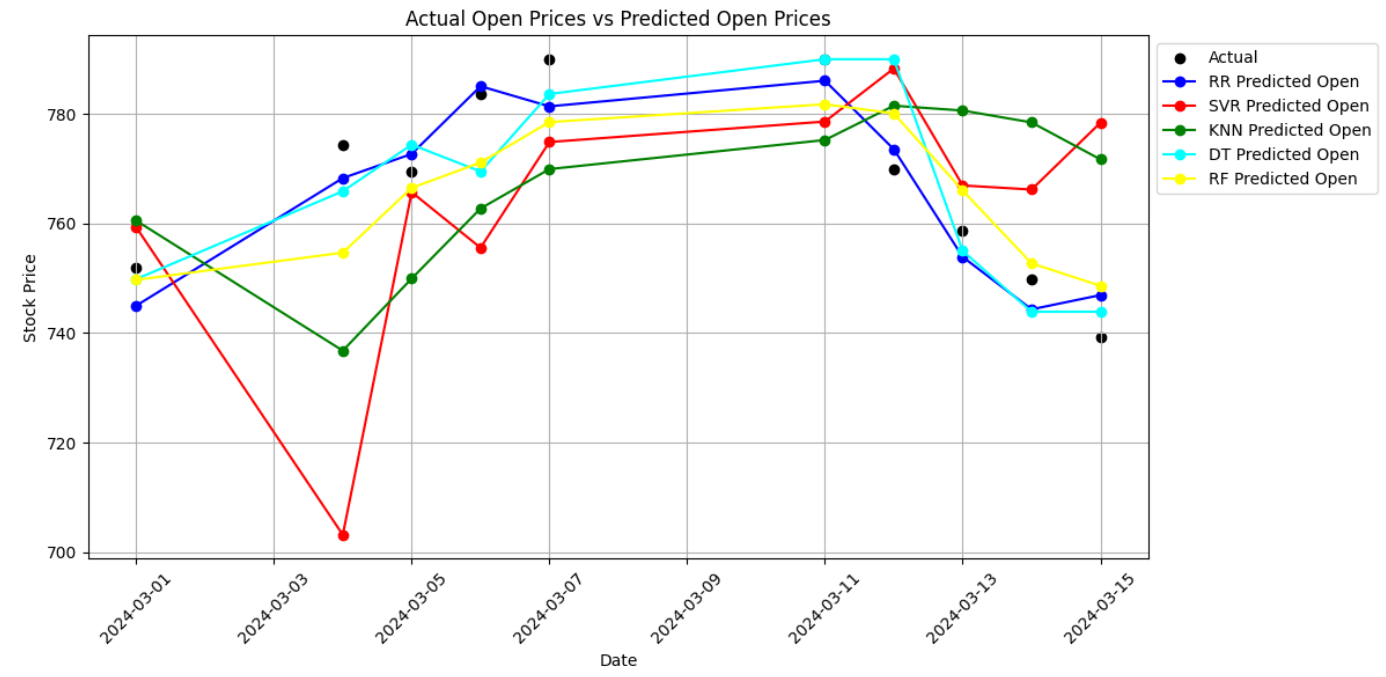 Actual Open Prices vs Predicted Open Prices
Stock Price
780
760
740
720
700
2024-03-01
2024-03-03
2024-03-05
2024-03-07
2024-03-09
2024-03-11
2024-03-13
2024-03-15
Date
Actual
RR Predicted Open
SVR Predicted Open
KNN Predicted Open
DT Predicted Open
RF Predicted Open